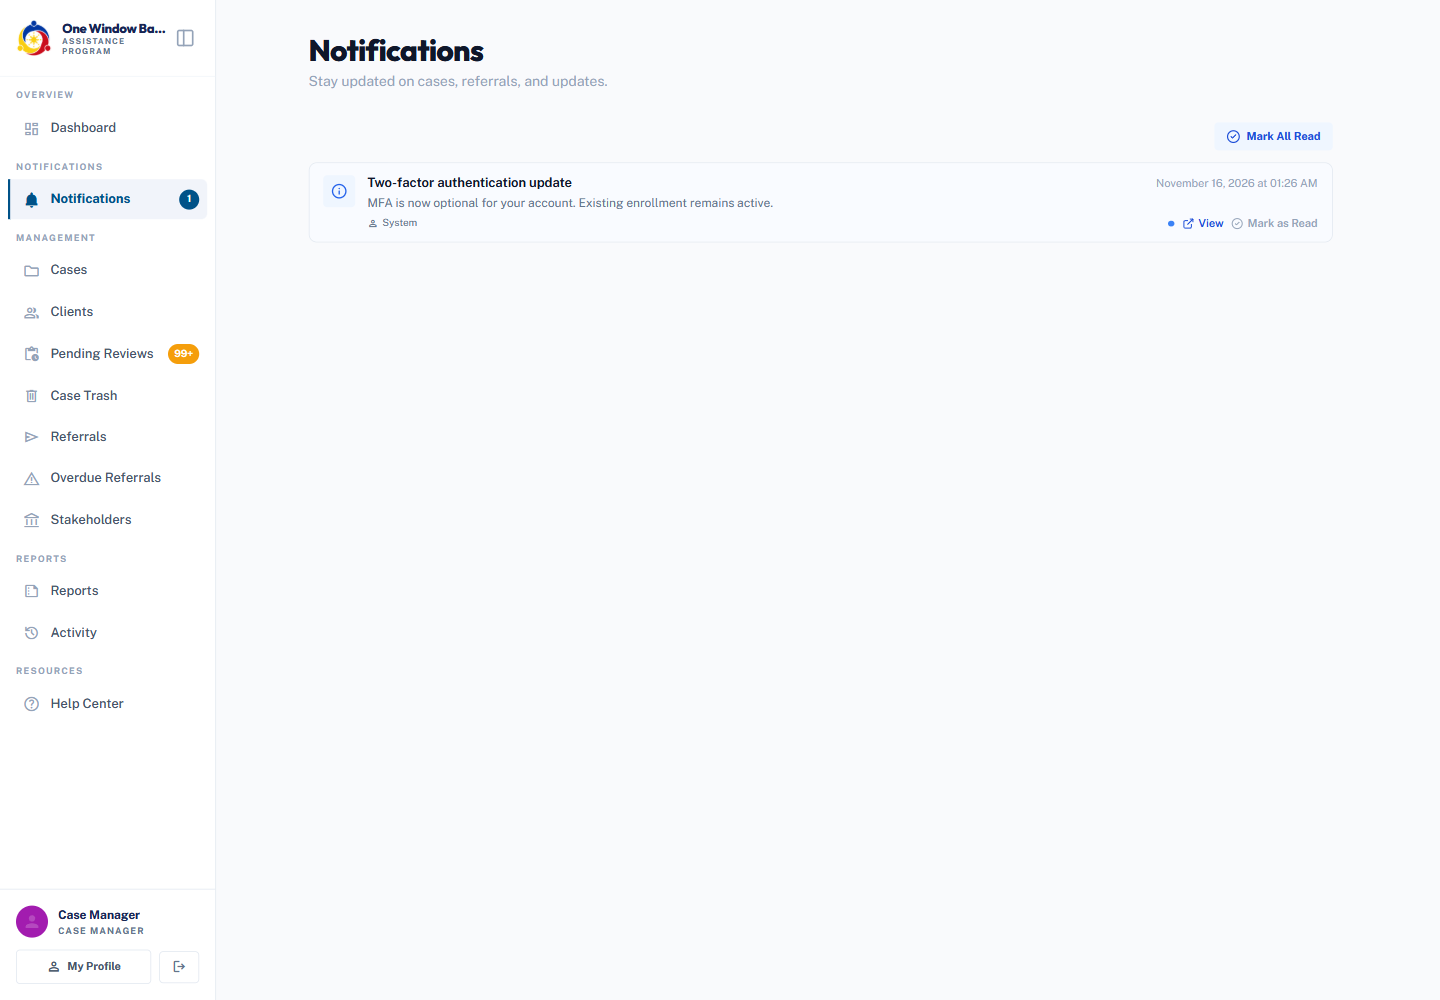 One Window Ba...
ASSISTANCE
PROGRAM
OVERVIEW
Dashboard
NOTIFICATIONS
Notifications 1
MANAGEMENT
Cases
Clients
Pending Reviews 99+
Case Trash
Referrals
Overdue Referrals
Stakeholders
REPORTS
Reports
Activity
RESOURCES
Help Center
Case Manager
CASE MANAGER
My Profile
Notifications
Stay updated on cases, referrals, and updates.
Mark All Read
Two-factor authentication update
November 16, 2026 at 01:26 AM
MFA is now optional for your account. Existing enrollment remains active.
System
View Mark as Read